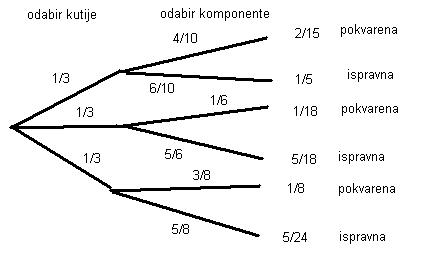 odabir kutije odabir komponente
4/10 2/15 pokvarena
1/3 6/10 1/5 ispravna
1/3 1/6 1/18 pokvarena
1/3 5/6 5/18 ispravna
3/8 1/8 pokvarena
5/8 5/24 ispravna